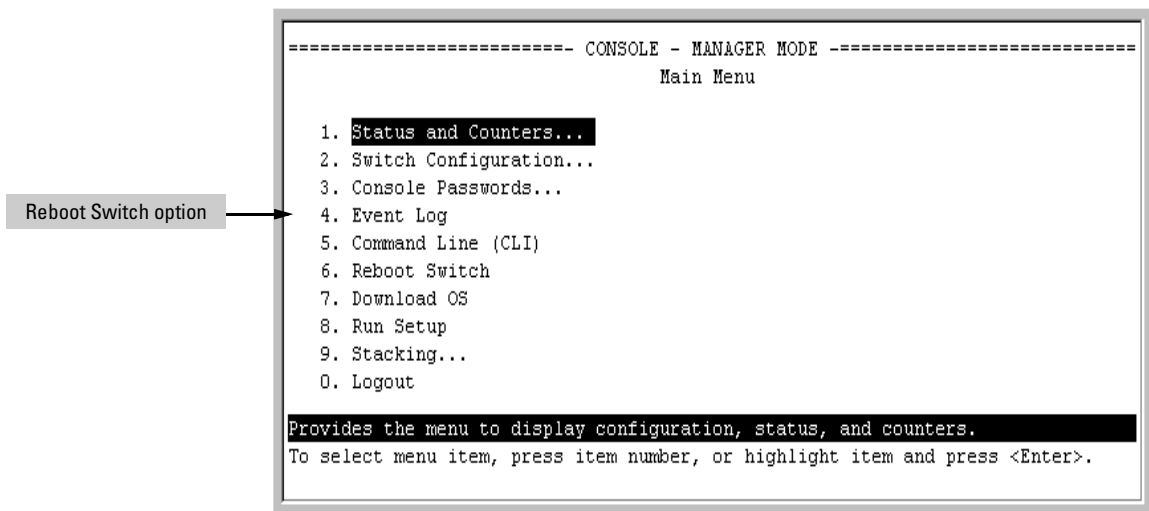 ==========================- CONSOLE - MANAGER MODE -============================
Main Menu
1. Status and Counters...
2. Switch Configuration...
3. Console Passwords...
Reboot Switch option
4. Event Log
5. Command Line (CLI)
6. Reboot Switch
7. Download OS
8. Run Setup
9. Stacking...
0. Logout
Provides the menu to display configuration, status, and counters.
To select menu item, press item number, or highlight item and press <Enter>.